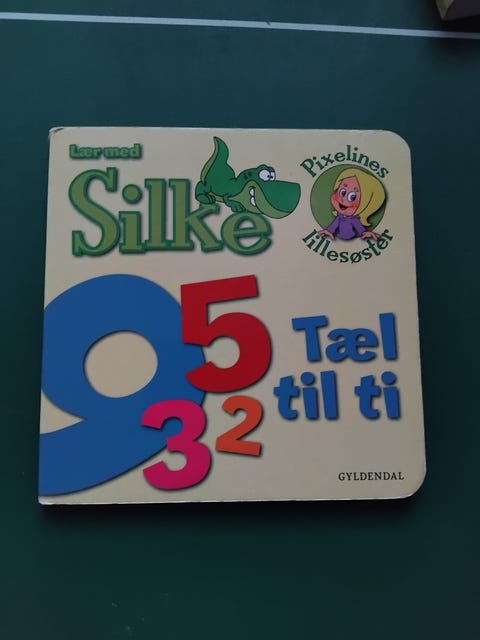 Lær med
Silke
Pixelines
lillesøster
9
5
3
2
Tæl
til ti
GYLDENDAL